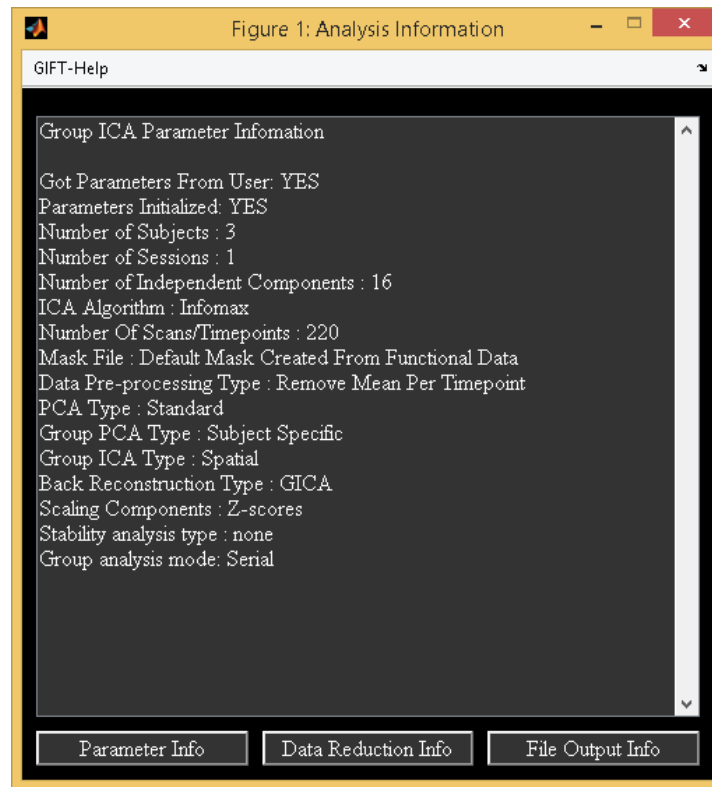 Figure 1: Analysis Information
GIFT-Help
Group ICA Parameter Infomation
Got Parameters From User: YES
Parameters Initialized: YES
Number of Subjects : 3
Number of Sessions : 1
Number of Independent Components : 16
ICA Algorithm : Infomax
Number Of Scans/Timepoints : 220
Mask File : Default Mask Created From Functional Data
Data Pre-processing Type : Remove Mean Per Timepoint
PCA Type : Standard
Group PCA Type : Subject Specific
Group ICA Type : Spatial
Back Reconstruction Type : GICA
Scaling Components : Z-scores
Stability analysis type : none
Group analysis mode: Serial
Parameter Info
Data Reduction Info
File Output Info